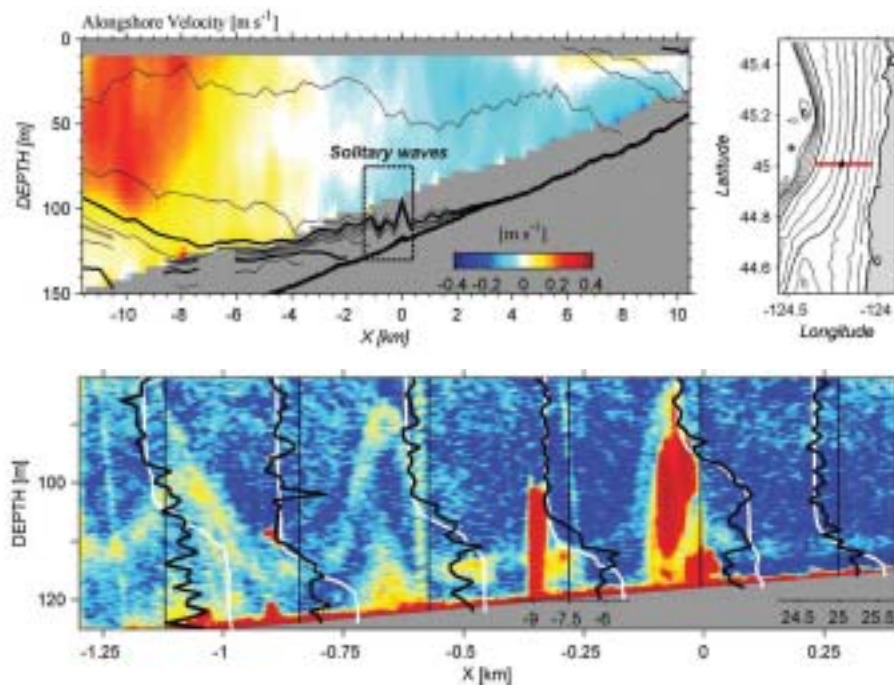 Alongshore Velocity [m s⁻¹]
0
50
100
150
DEPTH [m]
Solitary waves
[m s⁻¹]
-0.4 -0.2 0 0.2 0.4
-10 -8 -6 -4 -2 0 2 4 6 8 10
X [km]
45.4
45.2
45
44.8
44.6
Latitude
-124.5 -124
Longitude
DEPTH [m]
100
120
-9 -7.5 -6
24.5 25 25.5
-1.25 -1 -0.75 -0.5 -0.25 0 0.25
X [km]